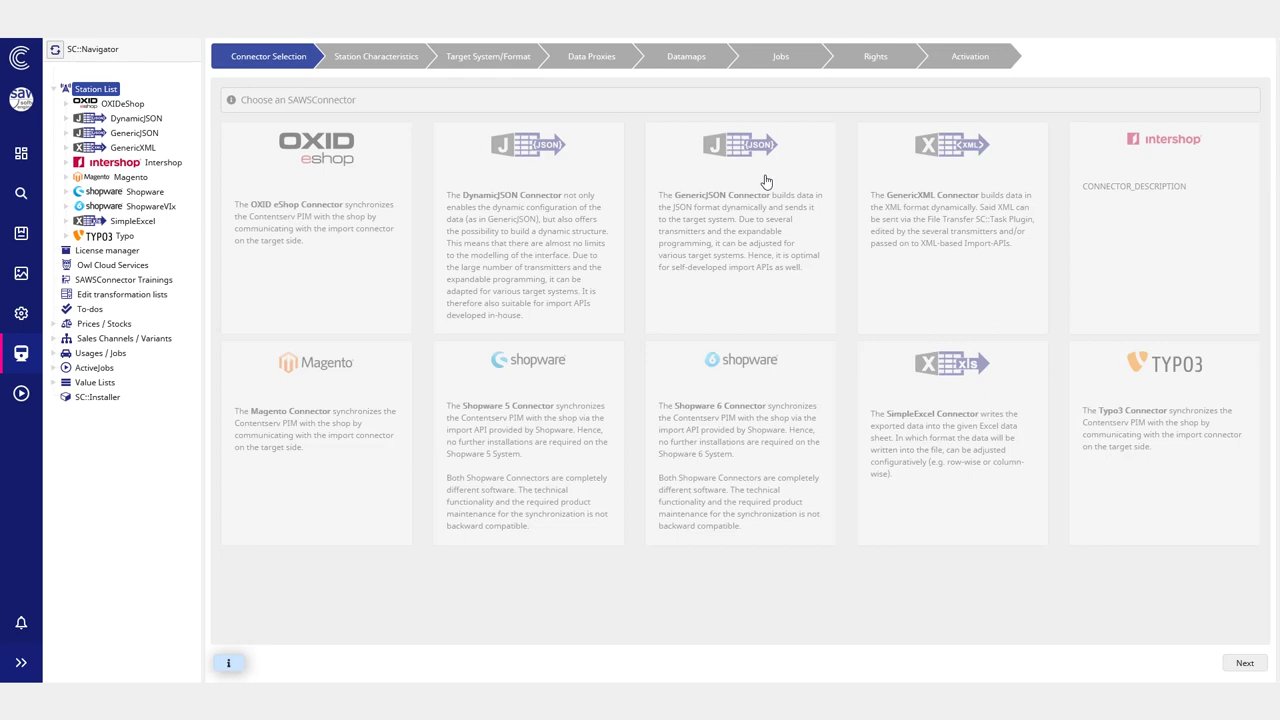 SC::Navigator
Connector Selection
Station Characteristics
Target System/Format
Data Proxies
Datamaps
Jobs
Rights
Activation
Station List
OXID eshop OXIDeShop
J {JSON} DynamicJSON
J {JSON} GenericJSON
X XML GenericXML
intershop Intershop
Magento Magento
shopware Shopware
shopware ShopwareVIx
X xls SimpleExcel
TYPO3 Typo
License manager
Owl Cloud Services
SAWSConnector Trainings
Edit transformation lists
To-dos
Prices / Stocks
Sales Channels / Variants
Usages / Jobs
ActiveJobs
Value Lists
SC::Installer
Choose an SAWSConnector
OXID
eshop
The OXID eShop Connector synchronizes
the Contentserv PIM with the shop by
communicating with the import connector
on the target side.
J {JSON}
The DynamicJSON Connector not only
enables the dynamic configuration of the
data (as in GenericJSON), but also offers
the possibility to build a dynamic structure.
This means that there are almost no limits
to the modelling of the interface. Due to
the large number of transmitters and the
expandable programming, it can be
adapted for various target systems. It is
therefore also suitable for import APIs
developed in-house.
J {JSON}
The GenericJSON Connector builds data in
the JSON format dynamically and sends it
to the target system. Due to several
transmitters and the expandable
programming, it can be adjusted for
various target systems. Hence, it is optimal
for self-developed import APIs as well.
X XML
The GenericXML Connector builds data in
the XML format dynamically. Said XML can
be sent via the File Transfer SC::Task Plugin,
edited by the several transmitters and/or
passed on to XML-based Import-APIs.
intershop
CONNECTOR_DESCRIPTION
Magento
The Magento Connector synchronizes the
Contentserv PIM with the shop by
communicating with the import connector
on the target side.
shopware
The Shopware 5 Connector synchronizes
the Contentserv PIM with the shop via the
import API provided by Shopware. Hence,
no further installations are required on the
Shopware 5 System.
Both Shopware Connectors are completely
different software. The technical
functionality and the required product
maintenance for the synchronization is not
backward compatible.
shopware
The Shopware 6 Connector synchronizes
the Contentserv PIM with the shop via the
import API provided by Shopware. Hence,
no further installations are required on the
Shopware 6 System.
Both Shopware Connectors are completely
different software. The technical
functionality and the required product
maintenance for the synchronization is not
backward compatible.
X xls
The SimpleExcel Connector writes the
exported data into the given Excel data
sheet. In which format the data will be
written into the file, can be adjusted
configuratively (e.g. row-wise or column-
wise).
TYPO3
The Typo3 Connector synchronizes the
Contentserv PIM with the shop by
communicating with the import connector
on the target side.
i
Next